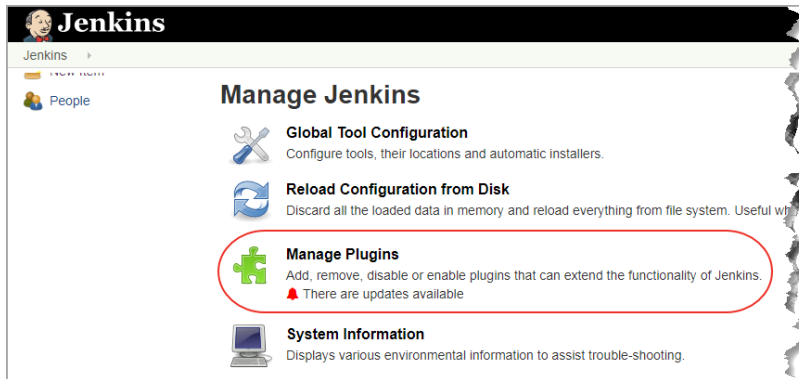 Jenkins
Jenkins
New Item
People
Manage Jenkins
Global Tool Configuration
Configure tools, their locations and automatic installers.
Reload Configuration from Disk
Discard all the loaded data in memory and reload everything from file system. Useful
Manage Plugins
Add, remove, disable or enable plugins that can extend the functionality of Jenkins.
There are updates available
System Information
Displays various environmental information to assist trouble-shooting.